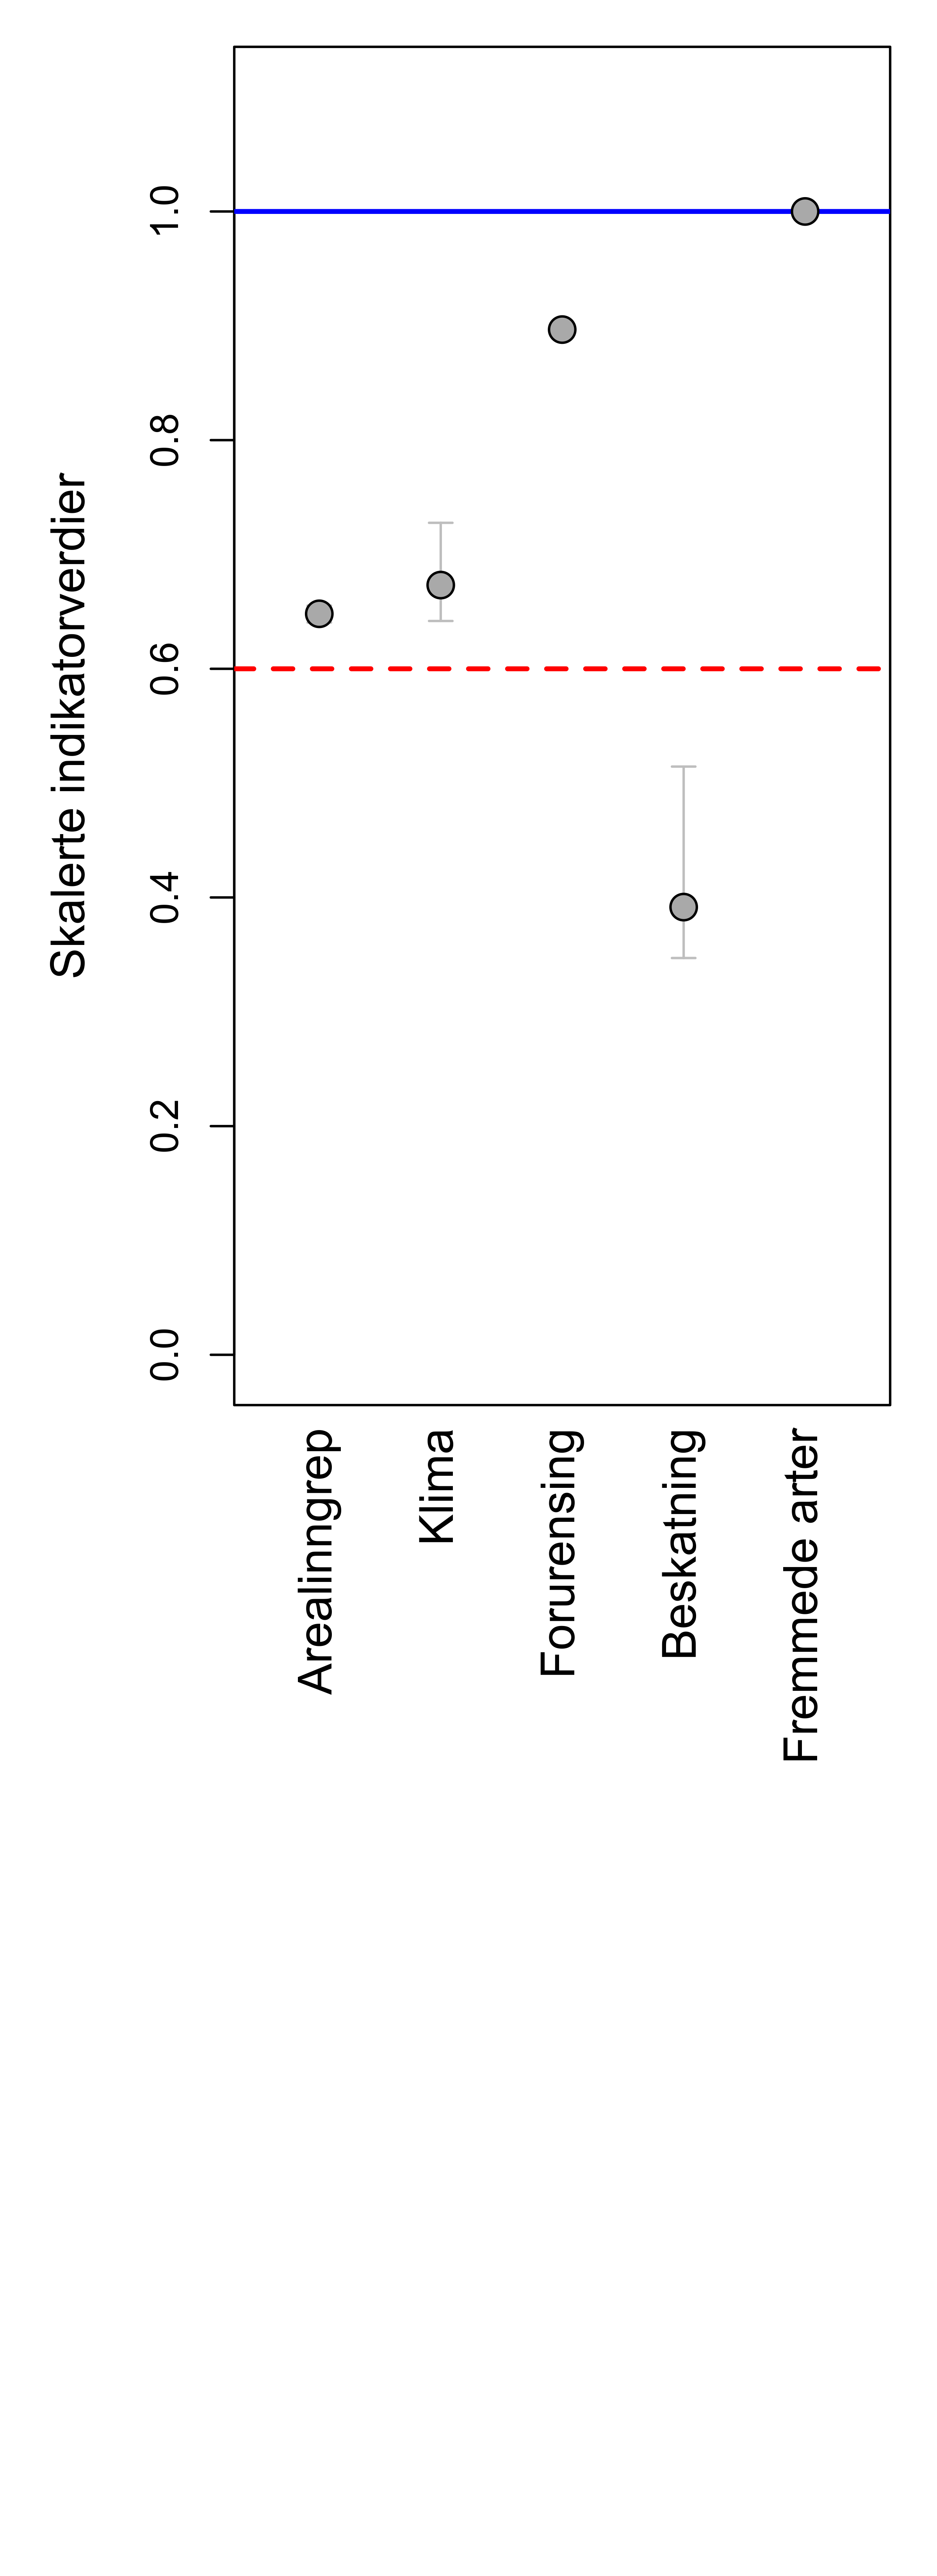 Skalerte indikatorverdier
1.0
0.8
0.6
0.4
0.2
0.0
Arealinngrep
Klima
Forurensing
Beskatning
Fremmede arter